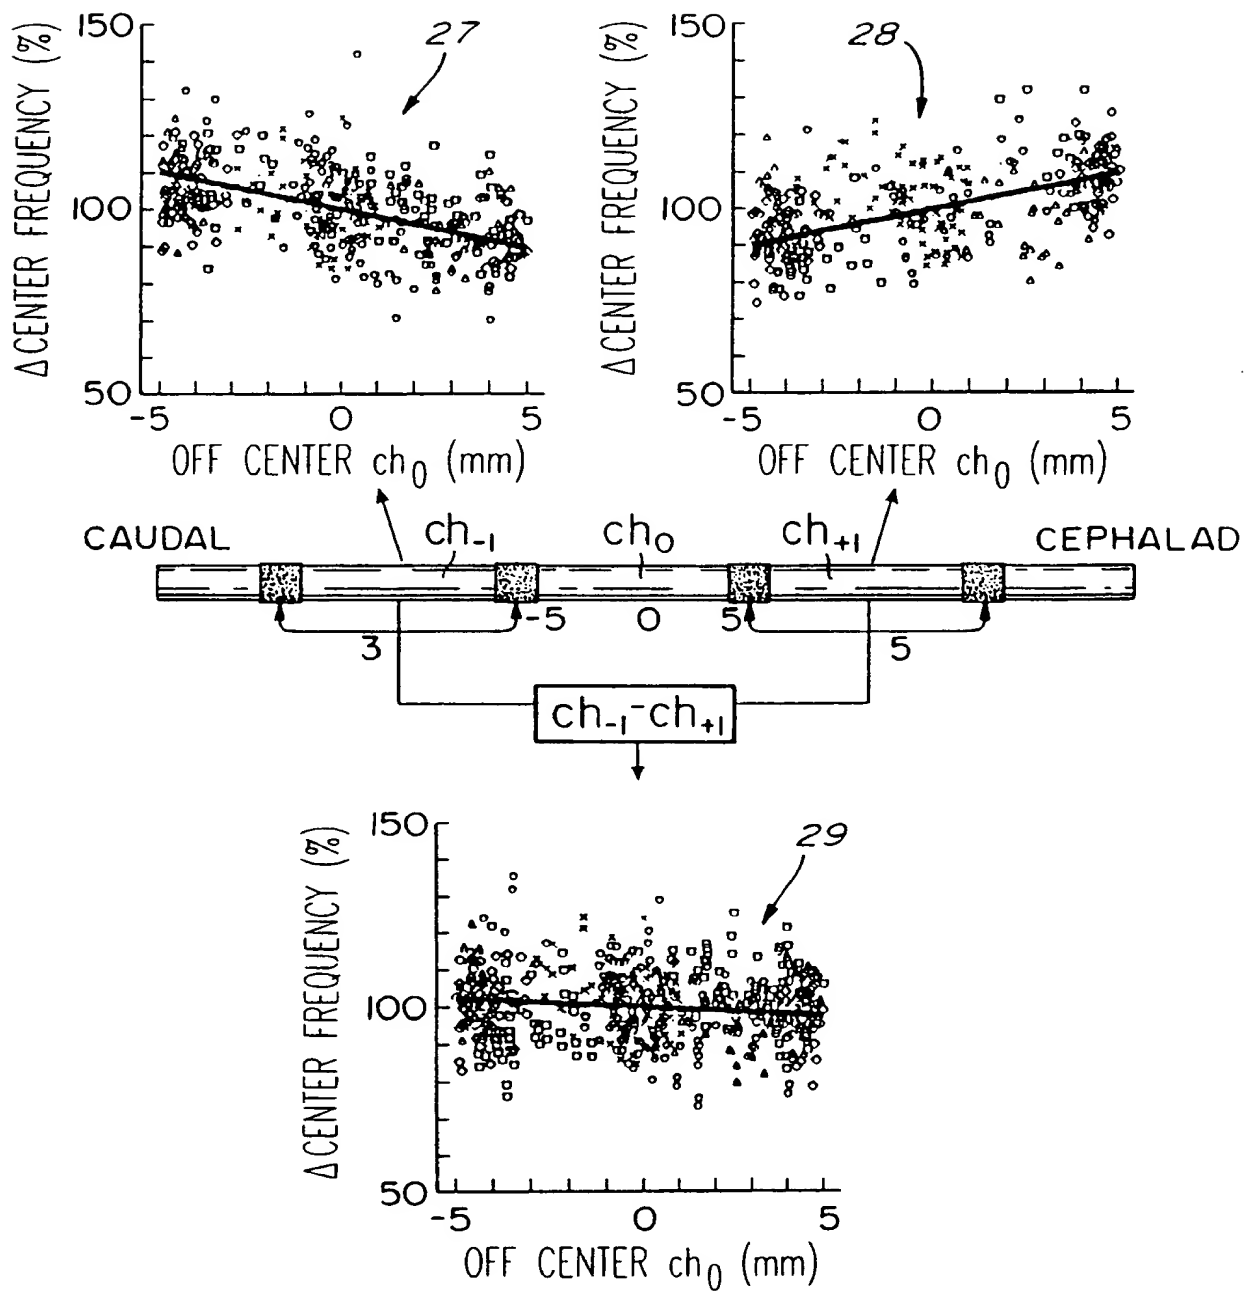 150
27
ΔCENTER FREQUENCY (%)
100
50
-5 0 5
OFF CENTER ch₀ (mm)
150
28
ΔCENTER FREQUENCY (%)
100
50
-5 0 5
OFF CENTER ch₀ (mm)
CAUDAL
ch₋₁
ch₀
ch₊₁
CEPHALAD
-5 0 5
3
5
ch₋₁-ch₊₁
150
29
ΔCENTER FREQUENCY (%)
100
50
-5 0 5
OFF CENTER ch₀ (mm)